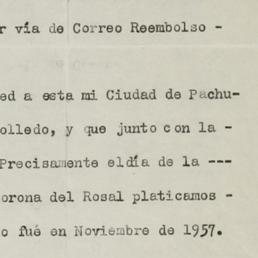 r vía de Correo Reembolso -
ed a esta mi Ciudad de Pachu-
olledo, y que junto con la -
Precisamente eldía de la ---
orona del Rosal platicamos -
o fué en Noviembre de 1957.